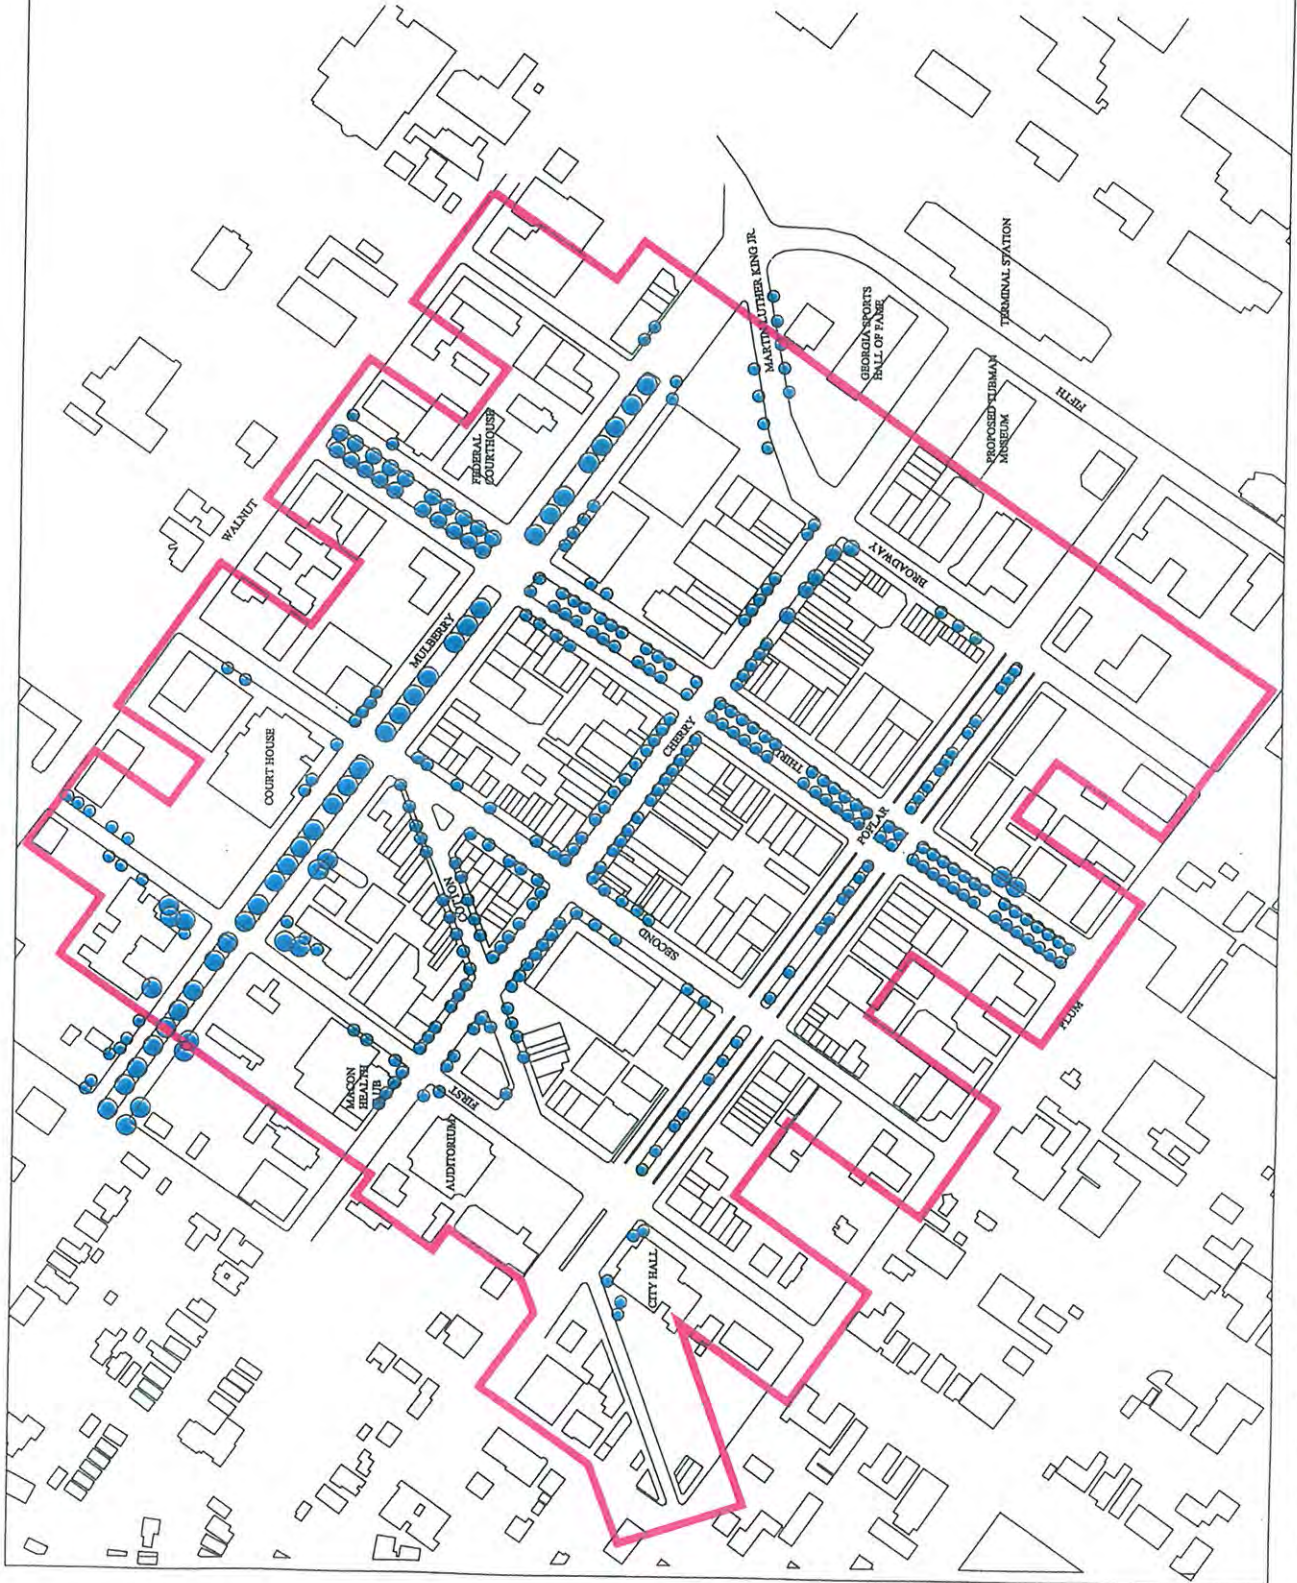 MARTIN LUTHER KING JR.
TERMINAL STATION
GEORGIA SPORTS
HALL OF FAME
PROPOSED TUBMAN
MUSEUM
FIFTH
FEDERAL
COURTHOUSE
WALNUT
BROADWAY
MULBERRY
CHERRY
COURT HOUSE
THIRD
POPLAR
COTTON
SECOND
PLUM
MACON
HEALTH
CLUB
FIRST
AUDITORIUM
CITY HALL